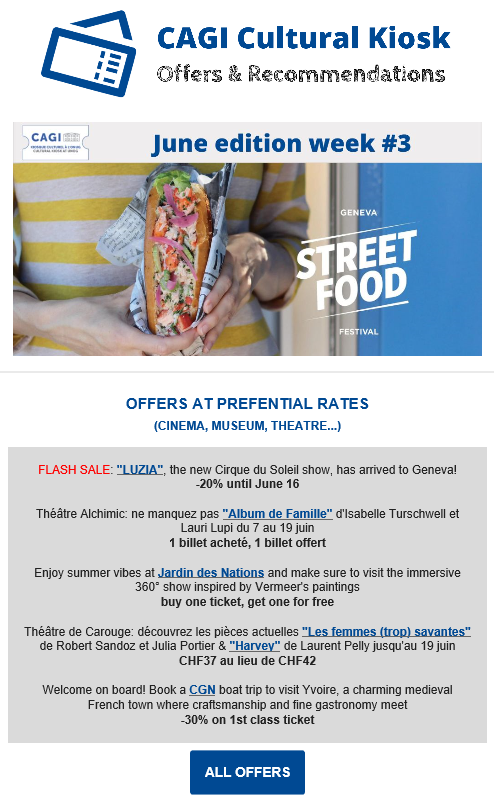 CAGI Cultural Kiosk
Offers & Recommendations
CAGI
KIOSQUE CULTUREL À L'ONUG
CULTURAL KIOSK AT UNOG
June edition week #3
GENEVA
STREET
FOOD
FESTIVAL
OFFERS AT PREFENTIAL RATES
(CINEMA, MUSEUM, THEATRE...)
FLASH SALE: "LUZIA", the new Cirque du Soleil show, has arrived to Geneva!
-20% until June 16
Théâtre Alchimic: ne manquez pas "Album de Famille" d'Isabelle Turschwell et
Lauri Lupi du 7 au 19 juin
1 billet acheté, 1 billet offert
Enjoy summer vibes at Jardin des Nations and make sure to visit the immersive
360° show inspired by Vermeer's paintings
buy one ticket, get one for free
Théâtre de Carouge: découvrez les pièces actuelles "Les femmes (trop) savantes"
de Robert Sandoz et Julia Portier & "Harvey" de Laurent Pelly jusqu'au 19 juin
CHF37 au lieu de CHF42
Welcome on board! Book a CGN boat trip to visit Yvoire, a charming medieval
French town where craftsmanship and fine gastronomy meet
-30% on 1st class ticket
ALL OFFERS